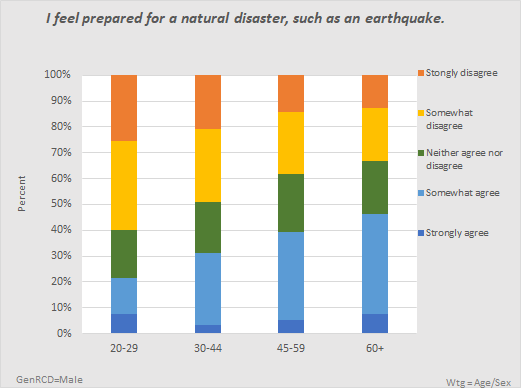 I feel prepared for a natural disaster, such as an earthquake.
100%
90%
80%
70%
60%
50%
40%
30%
20%
10%
0%
Percent
20-29
30-44
45-59
60+
Stongly disagree
Somewhat
disagree
Neither agree nor
disagree
Somewhat agree
Strongly agree
GenRCD=Male
Wtg = Age/Sex